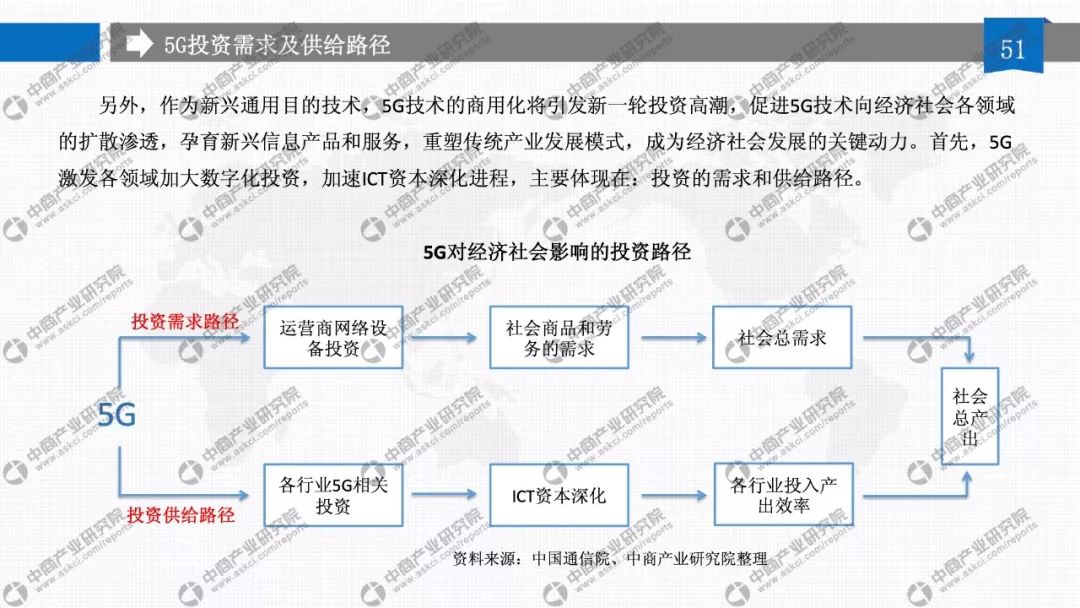 5G投资需求及供给路径
51
另外，作为新兴通用目的技术，5G技术的商用化将引发新一轮投资高潮，促进5G技术向经济社会各领域
的扩散渗透，孕育新兴信息产品和服务，重塑传统产业发展模式，成为经济社会发展的关键动力。首先，5G
激发各领域加大数字化投资，加速ICT资本深化进程，主要体现在：投资的需求和供给路径。
5G对经济社会影响的投资路径
投资需求路径
运营商网络设
备投资
社会商品和劳
务的需求
社会总需求
5G
社会
总产
出
各行业5G相关
投资
ICT资本深化
各行业投入产
出效率
投资供给路径
资料来源：中国通信院、中商产业研究院整理
中商产业研究院
www.askci.com/reports